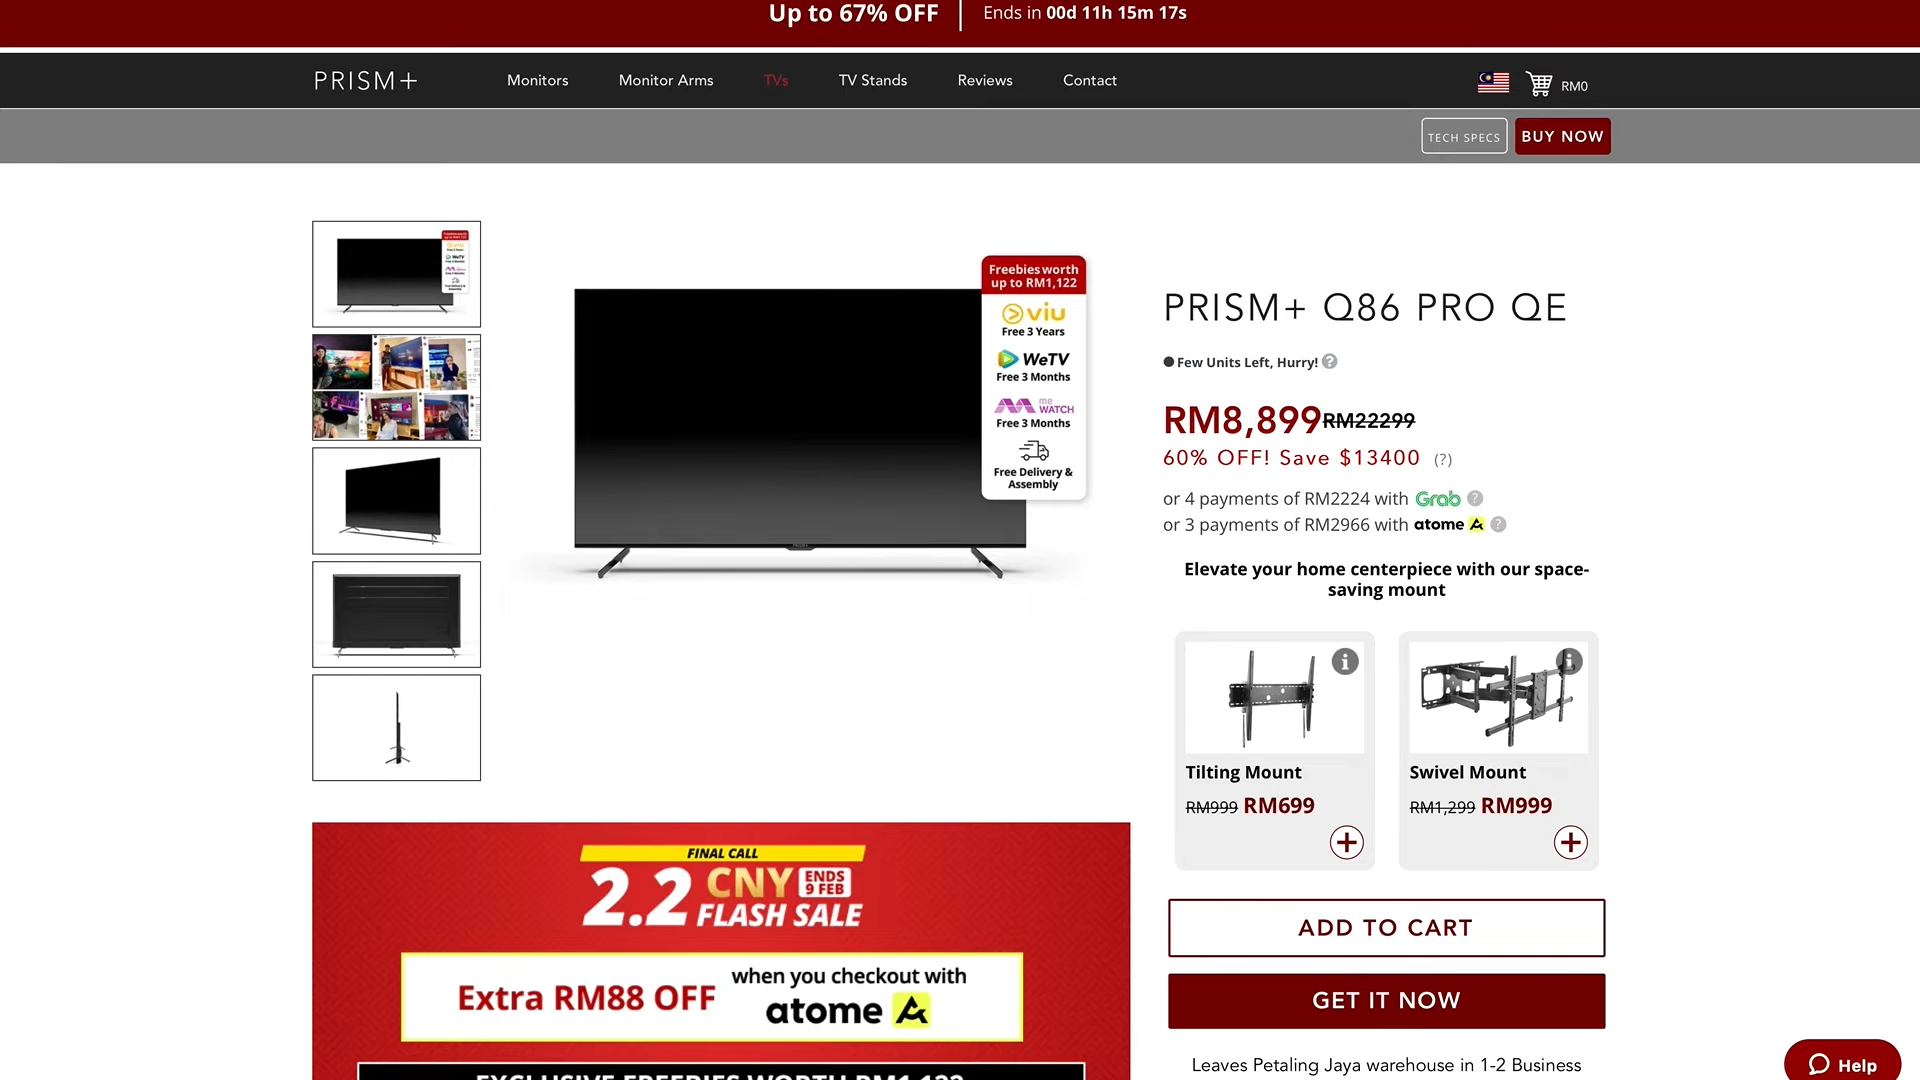 Up to 67% OFF
Ends in 00d 11h 15m 17s
PRISM+
Monitors
Monitor Arms
TVs
TV Stands
Reviews
Contact
RM0
TECH SPECS
BUY NOW
Freebies worth
up to RM1,122
viu
Free 3 Years
WeTV
Free 3 Months
me
WATCH
Free 3 Months
Free Delivery &
Assembly
PRISM+ Q86 PRO QE
Few Units Left, Hurry! ?
RM8,899 RM22299
60% OFF! Save $13400 (?)
or 4 payments of RM2224 with Grab ?
or 3 payments of RM2966 with atome ?
Elevate your home centerpiece with our space-
saving mount
Tilting Mount
RM999 RM699
Swivel Mount
RM1,299 RM999
ADD TO CART
GET IT NOW
Leaves Petaling Jaya warehouse in 1-2 Business
FINAL CALL
2.2 CNY ENDS
9 FEB
FLASH SALE
Extra RM88 OFF
when you checkout with
atome
EXCLUSIVE FREEBIES WORTH RM1,122
Help